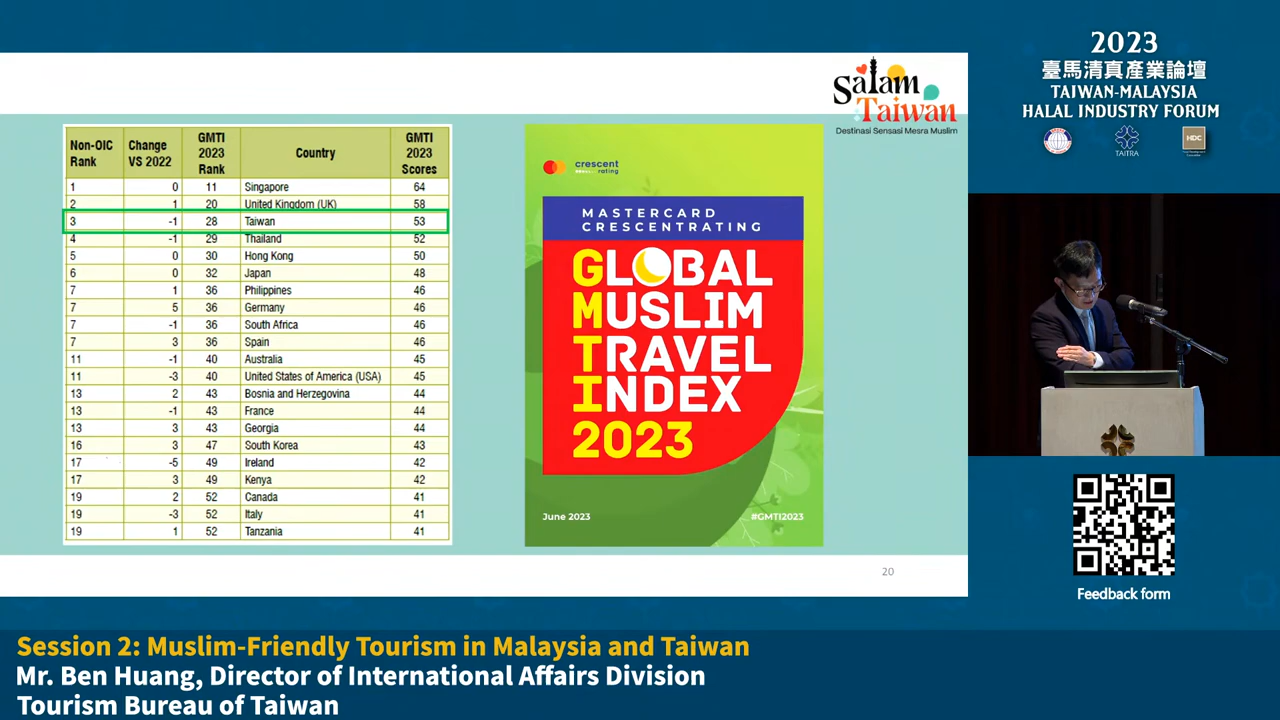 Salam
Taiwan
Destinasi Sensasi Mesra Muslim
Non-OIC Rank Change VS 2022 GMTI 2023 Rank Country GMTI 2023 Scores
1 0 11 Singapore 64
2 1 20 United Kingdom (UK) 58
3 -1 28 Taiwan 53
4 -1 29 Thailand 52
5 0 30 Hong Kong 50
6 0 32 Japan 48
7 1 36 Philippines 46
7 5 36 Germany 46
7 -1 36 South Africa 46
7 3 36 Spain 46
11 -1 40 Australia 45
11 -3 40 United States of America (USA) 45
13 2 43 Bosnia and Herzegovina 44
13 -1 43 France 44
13 3 43 Georgia 44
16 3 47 South Korea 43
17 -5 49 Ireland 42
17 3 49 Kenya 42
19 2 52 Canada 41
19 -3 52 Italy 41
19 1 52 Tanzania 41
crescent
rating
MASTERCARD
CRESCENTRATING
GLOBAL
MUSLIM
TRAVEL
INDEX
2023
June 2023 #GMTI2023
20
2023
臺馬清真產業論壇
TAIWAN-MALAYSIA
HALAL INDUSTRY FORUM
TAITRA
HDC
Feedback form
Session 2: Muslim-Friendly Tourism in Malaysia and Taiwan
Mr. Ben Huang, Director of International Affairs Division
Tourism Bureau of Taiwan